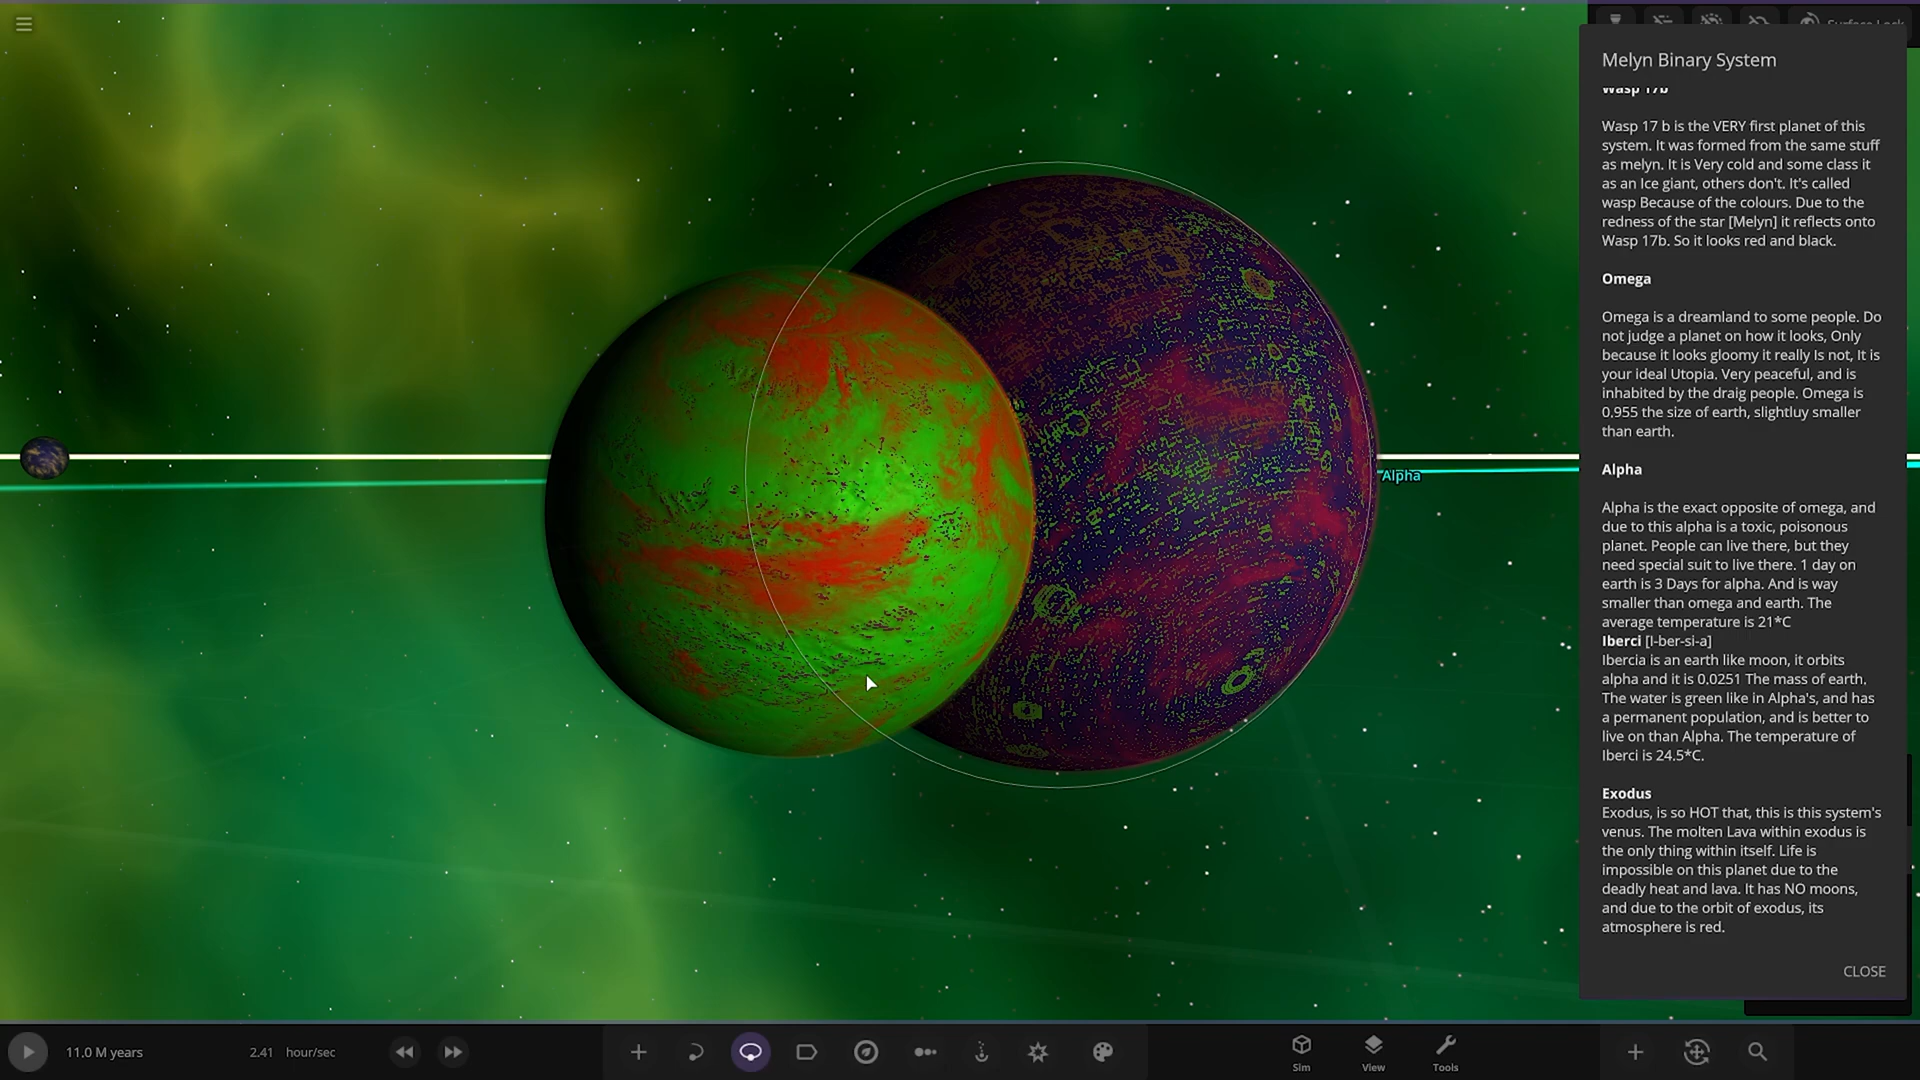 Surface Lock
Melyn Binary System
Wasp 17b
Wasp 17 b is the VERY first planet of this
system. It was formed from the same stuff
as melyn. It is Very cold and some class it
as an Ice giant, others don't. It's called
wasp Because of the colours. Due to the
redness of the star [Melyn] it reflects onto
Wasp 17b. So it looks red and black.
Omega
Omega is a dreamland to some people. Do
not judge a planet on how it looks, Only
because it looks gloomy it really Is not, It is
your ideal Utopia. Very peaceful, and is
inhabited by the draig people. Omega is
0,955 the size of earth, slightluy smaller
than earth.
Alpha
Alpha is the exact opposite of omega, and
due to this alpha is a toxic, poisonous
planet. People can live there, but they
need special suit to live there. 1 day on
earth is 3 Days for alpha. And is way
smaller than omega and earth. The
average temperature is 21*C
Iberci [I-ber-si-a]
Ibercia is an earth like moon, it orbits
alpha and it is 0.0251 The mass of earth.
The water is green like in Alpha's, and has
a permanent population, and is better to
live on than Alpha. The temperature of
Iberci is 24.5*C.
Exodus
Exodus, is so HOT that, this is this system's
venus. The molten Lava within exodus is
the only thing within itself. Life is
impossible on this planet due to the
deadly heat and lava. It has NO moons,
and due to the orbit of exodus, its
atmosphere is red.
CLOSE
Alpha
11.0 M years
2.41 hour/sec
Sim
View
Tools